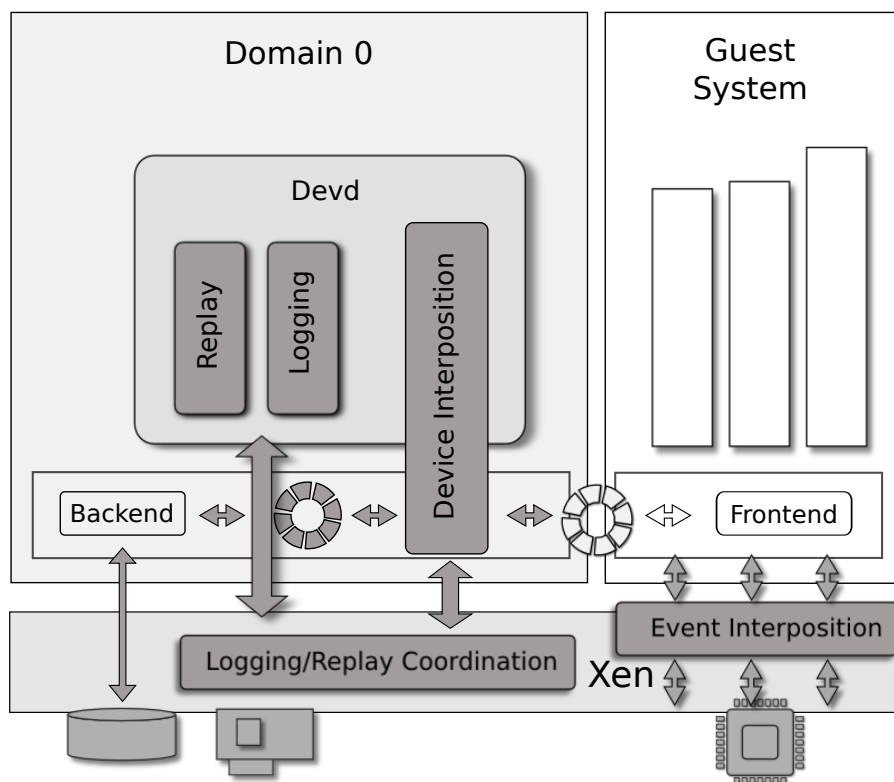 Domain 0
Guest
System
Devd
Replay
Logging
Device Interposition
Backend
Frontend
Event Interposition
Logging/Replay Coordination
Xen